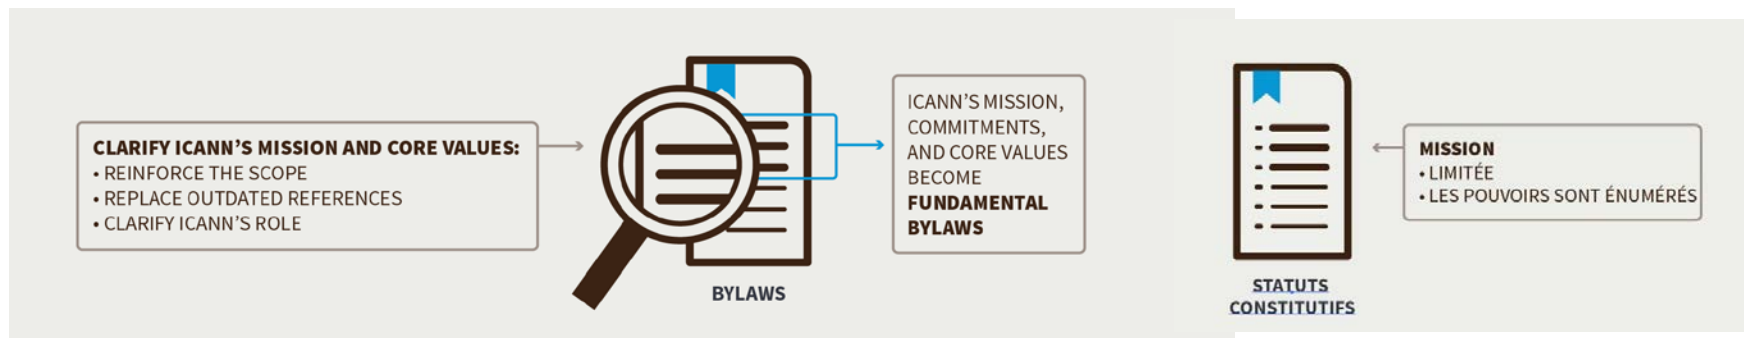 CLARIFY ICANN'S MISSION AND CORE VALUES:
• REINFORCE THE SCOPE
• REPLACE OUTDATED REFERENCES
• CLARIFY ICANN'S ROLE
BYLAWS
ICANN'S MISSION,
COMMITMENTS,
AND CORE VALUES
BECOME
FUNDAMENTAL
BYLAWS
STATUTS
CONSTITUTIFS
MISSION
• LIMITÉE
• LES POUVOIRS SONT ÉNUMÉRÉS